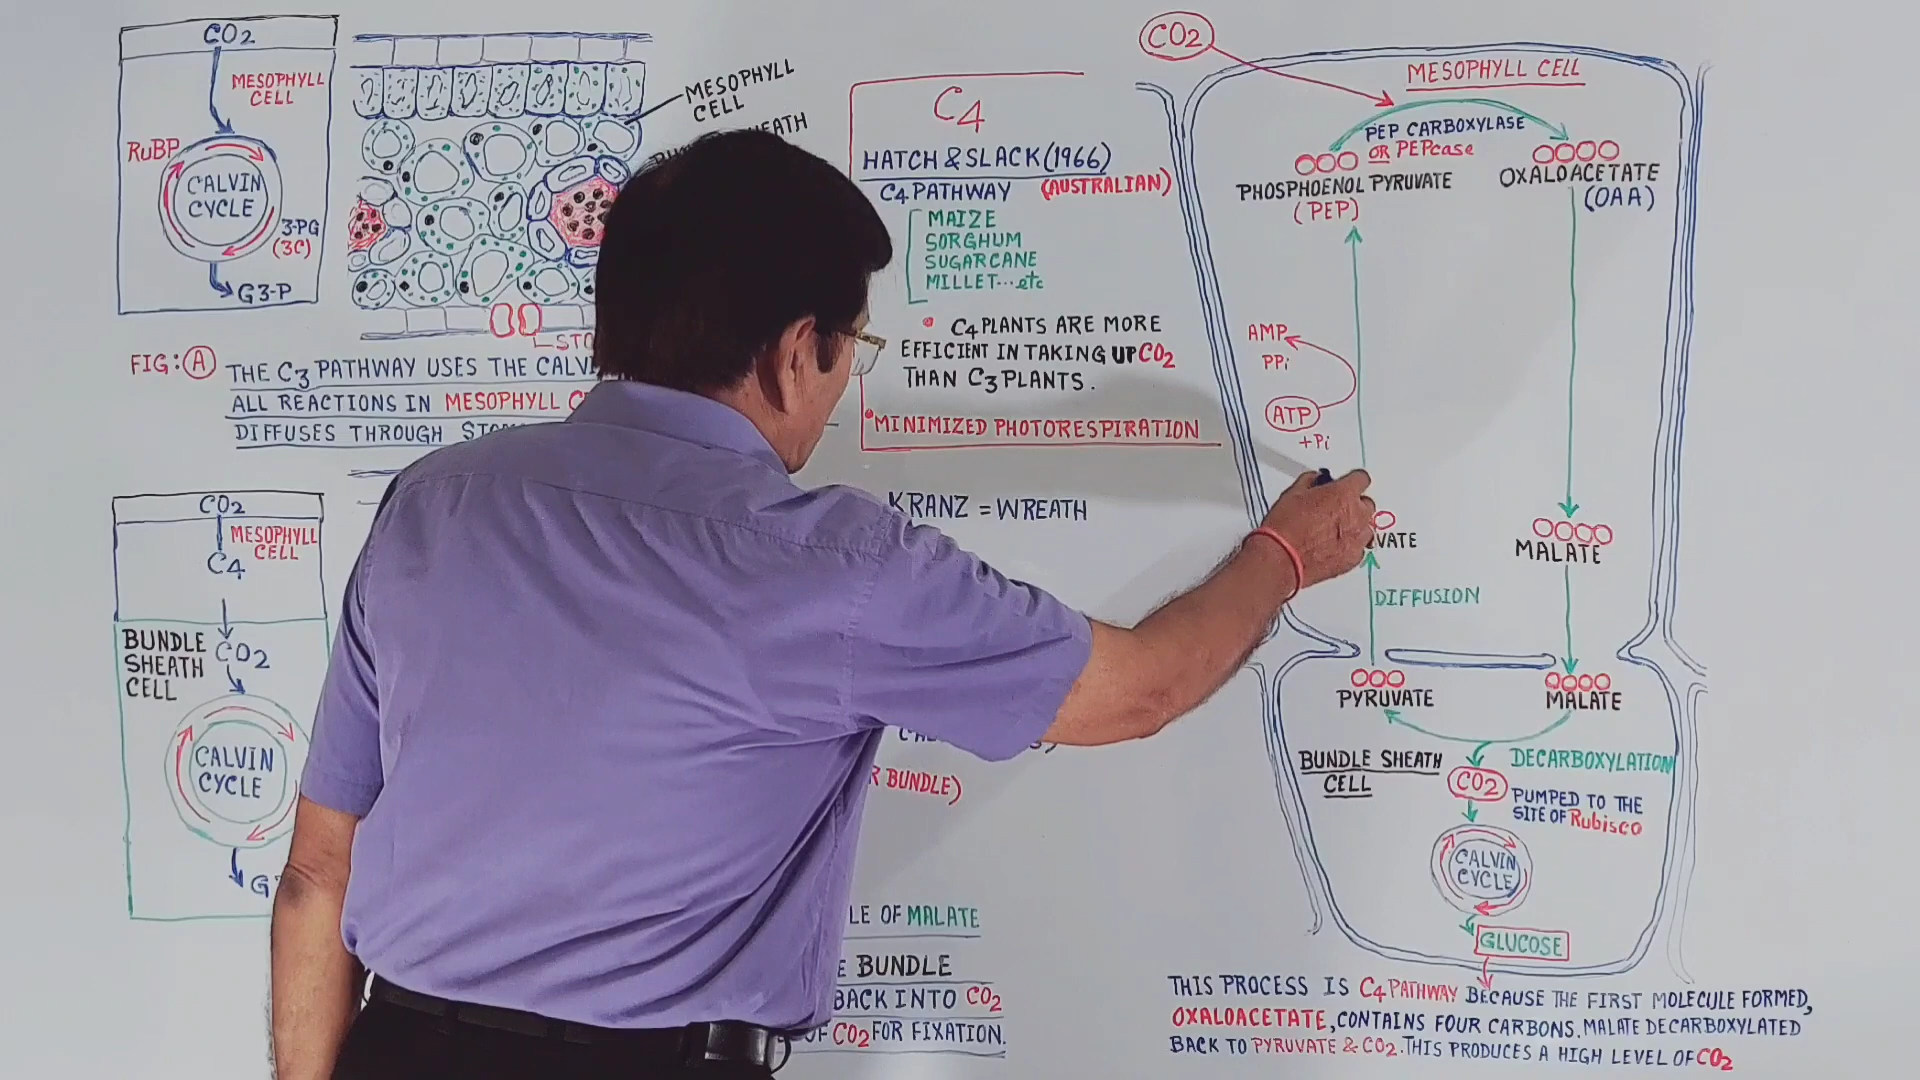 CO2
MESOPHYLL
CELL
RuBP
CALVIN
CYCLE
3-PG
(3C)
G3-P
FIG: A
THE C3 PATHWAY USES THE
ALL REACTIONS IN MESOPHYLL
DIFFUSES THROUGH
MESOPHYLL
CELL
CO2
MESOPHYLL
CELL
C4
BUNDLE
SHEATH
CELL
CO2
CALVIN
CYCLE
C4
HATCH & SLACK (1966)
C4 PATHWAY (AUSTRALIAN)
MAIZE
SORGHUM
SUGARCANE
MILLET...etc
• C4 PLANTS ARE MORE
EFFICIENT IN TAKING UP CO2
THAN C3 PLANTS.
• MINIMIZED PHOTORESPIRATION
KRANZ = WREATH
BUNDLE)
OF MALATE
BUNDLE
BACK INTO CO2
OF CO2 FOR FIXATION.
CO2
MESOPHYLL CELL
PEP CARBOXYLASE
OR PEPcase
PHOSPHOENOL PYRUVATE
(PEP)
OXALOACETATE
(OAA)
AMP
PPi
ATP
+Pi
MALATE
DIFFUSION
PYRUVATE
MALATE
BUNDLE SHEATH
CELL
DECARBOXYLATION
CO2
PUMPED TO THE
SITE OF Rubisco
CALVIN
CYCLE
GLUCOSE
THIS PROCESS IS C4 PATHWAY BECAUSE THE FIRST MOLECULE FORMED,
OXALOACETATE, CONTAINS FOUR CARBONS. MALATE DECARBOXYLATED
BACK TO PYRUVATE & CO2. THIS PRODUCES A HIGH LEVEL OF CO2